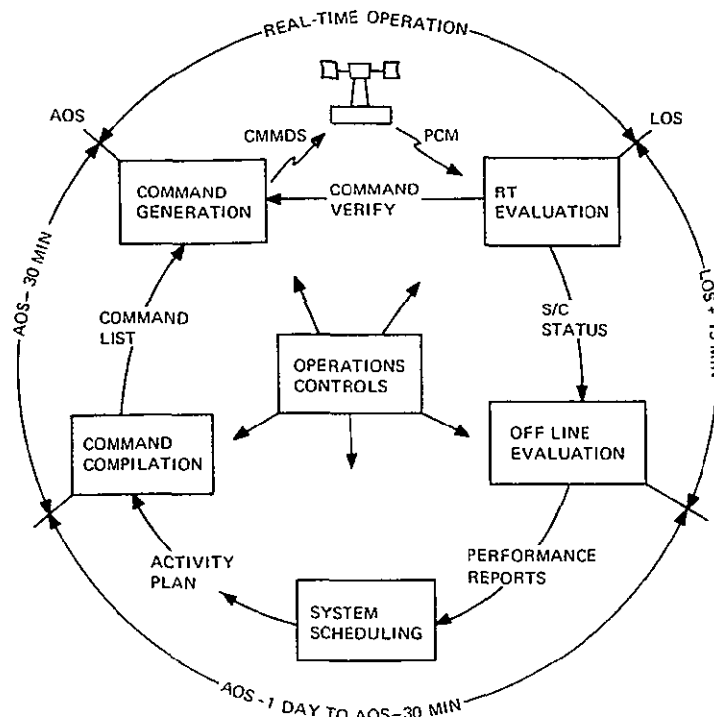 REAL-TIME OPERATION
AOS
LOS
CMMDS
PCM
COMMAND
GENERATION
COMMAND
VERIFY
RT
EVALUATION
AOS-30 MIN
COMMAND
LIST
S/C
STATUS
OPERATIONS
CONTROLS
COMMAND
COMPILATION
OFF LINE
EVALUATION
ACTIVITY
PLAN
PERFORMANCE
REPORTS
SYSTEM
SCHEDULING
AOS-1 DAY TO AOS-30 MIN
LOS +
MIN